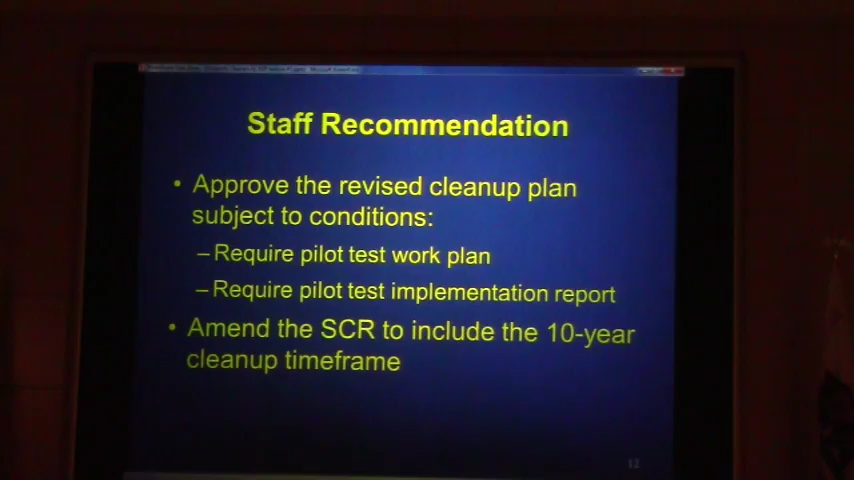 Staff Recommendation
• Approve the revised cleanup plan
subject to conditions:
– Require pilot test work plan
– Require pilot test implementation report
• Amend the SCR to include the 10-year
cleanup timeframe
12